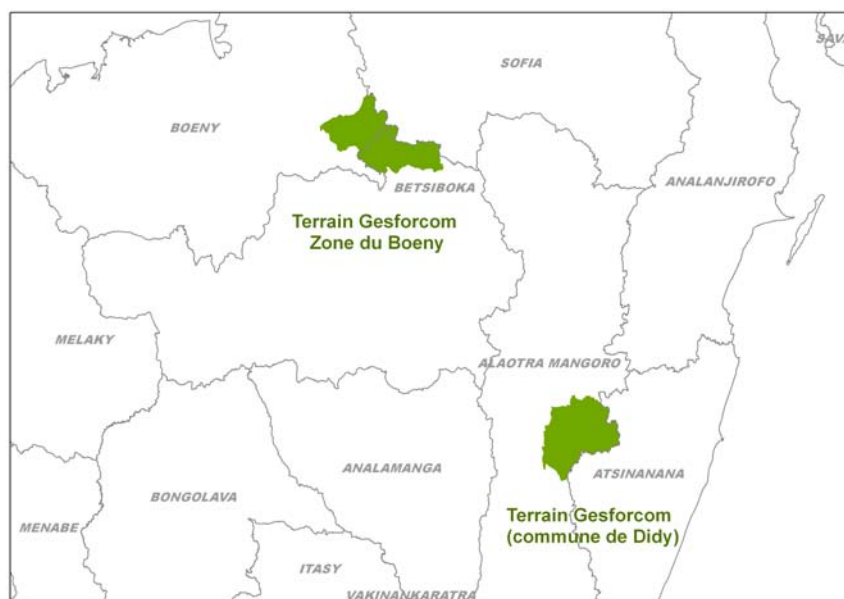 SAV
SOFIA
BOENY
ANALANJIROFO
BETSIBOKA
Terrain Gesforcom
Zone du Boeny
MELAKY
ALAOTRA MANGORO
ANALAMANGA
ATSINANANA
BONGOLAVA
Terrain Gesforcom
(commune de Didy)
MENABE
ITASY
VAKINANKARATRA